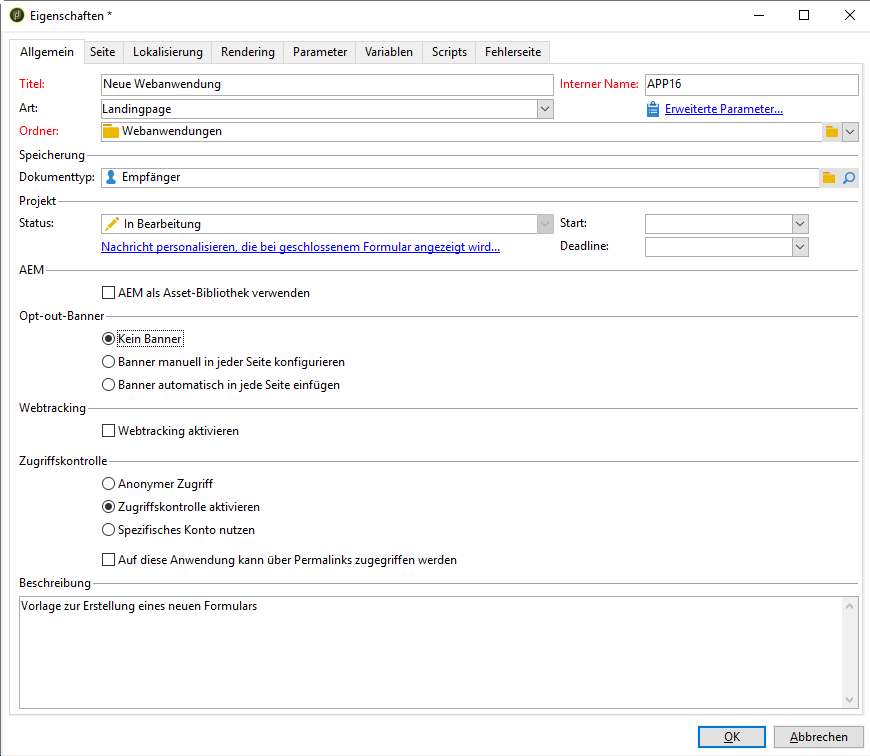 Eigenschaften *
Allgemein Seite Lokalisierung Rendering Parameter Variablen Scripts Fehlerseite
Titel: Neue Webanwendung Interner Name: APP16
Art: Landingpage Erweiterte Parameter...
Ordner: Webanwendungen
Speicherung
Dokumenttyp: Empfänger
Projekt
Status: In Bearbeitung Start:
Nachricht personalisieren, die bei geschlossenem Formular angezeigt wird... Deadline:
AEM
AEM als Asset-Bibliothek verwenden
Opt-out-Banner
Kein Banner
Banner manuell in jeder Seite konfigurieren
Banner automatisch in jede Seite einfügen
Webtracking
Webtracking aktivieren
Zugriffskontrolle
Anonymer Zugriff
Zugriffskontrolle aktivieren
Spezifisches Konto nutzen
Auf diese Anwendung kann über Permalinks zugegriffen werden
Beschreibung
Vorlage zur Erstellung eines neuen Formulars
OK Abbrechen